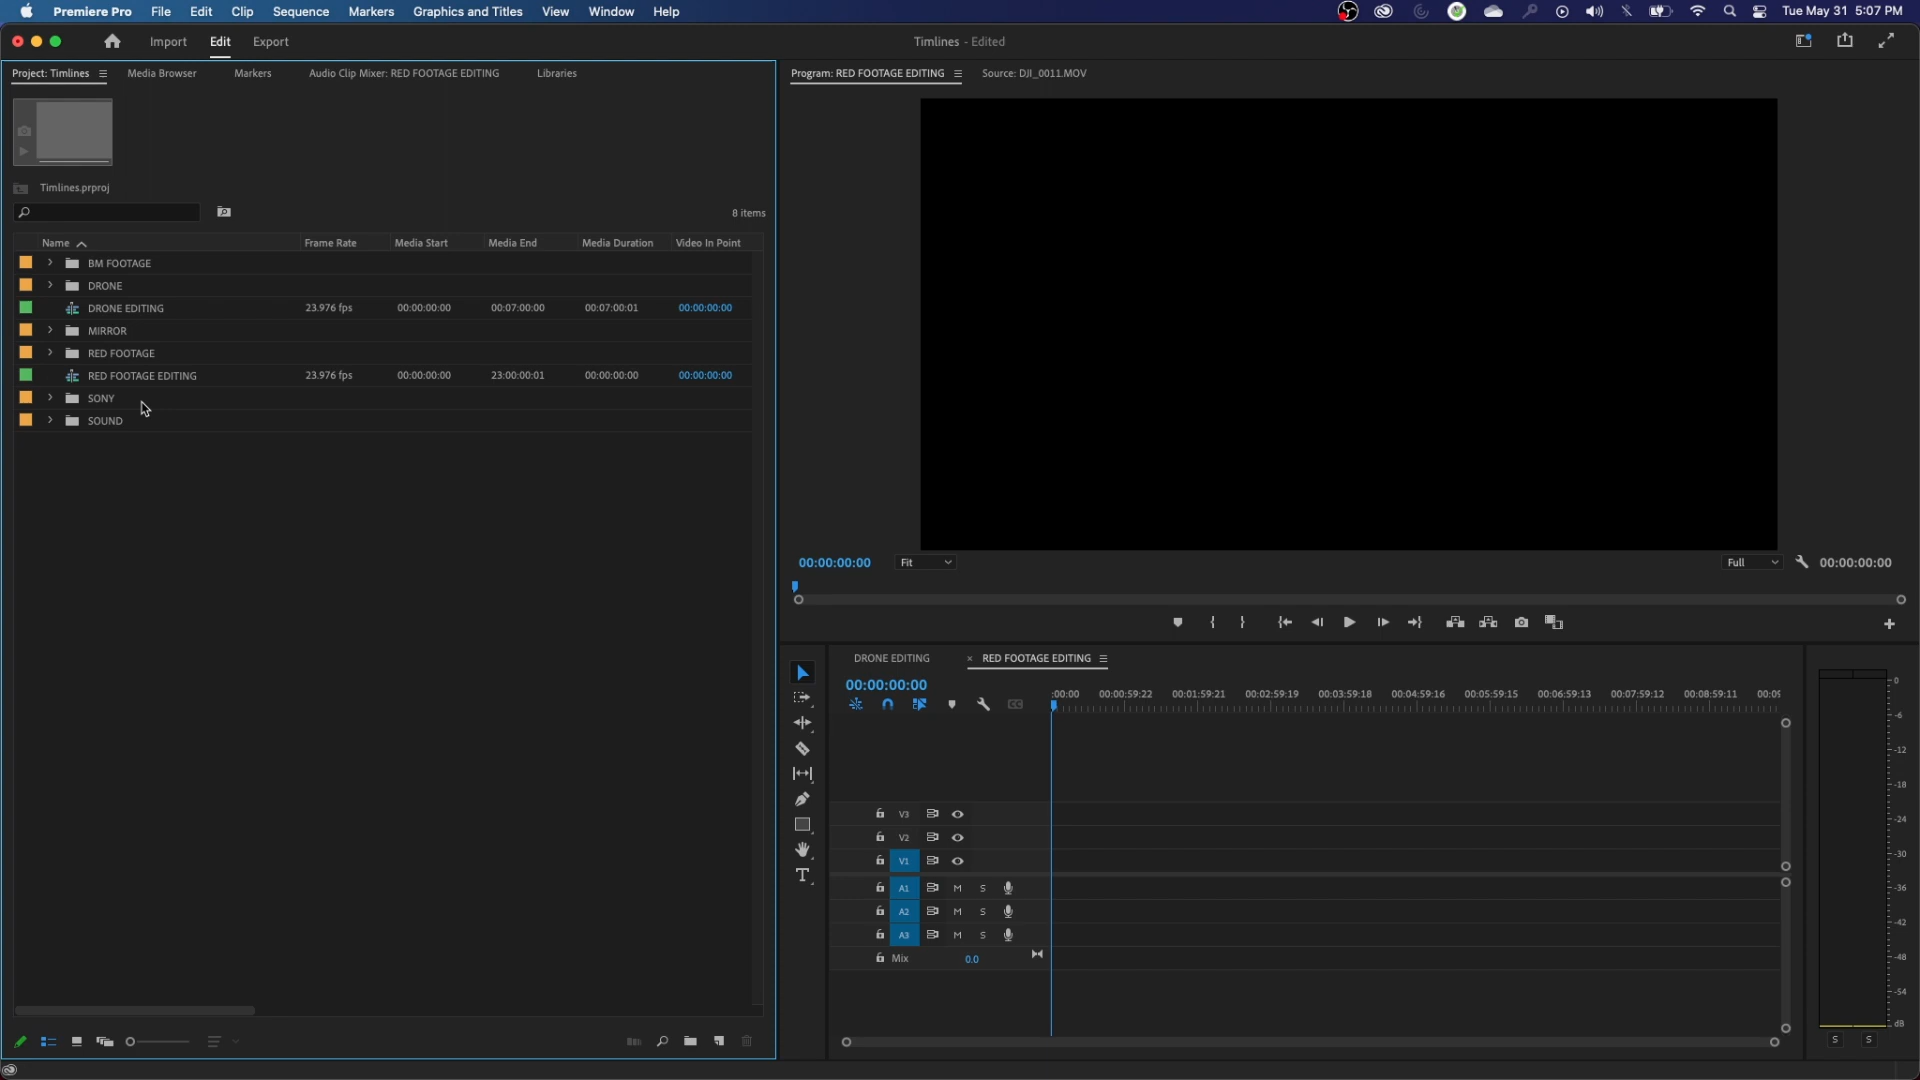 Premiere Pro File Edit Clip Sequence Markers Graphics and Titles View Window Help Tue May 31 5:07 PM
Import Edit Export Timlines - Edited
Project: Timlines Media Browser Markers Audio Clip Mixer: RED FOOTAGE EDITING Libraries
Program: RED FOOTAGE EDITING Source: DJI_0011.MOV
Timlines.prproj
8 items
Name Frame Rate Media Start Media End Media Duration Video In Point
BM FOOTAGE
DRONE
DRONE EDITING 23.976 fps 00:00:00:00 00:07:00:00 00:07:00:01 00:00:00:00
MIRROR
RED FOOTAGE
RED FOOTAGE EDITING 23.976 fps 00:00:00:00 23:00:00:01 00:00:00:00 00:00:00:00
SONY
SOUND
00:00:00:00 Fit Full 00:00:00:00
DRONE EDITING × RED FOOTAGE EDITING
00:00:00:00
:00:00 00:00:59:22 00:01:59:21 00:02:59:19 00:03:59:18 00:04:59:16 00:05:59:15 00:06:59:13 00:07:59:12 00:08:59:11 00:09
CC
V3
V2
V1
A1 M S
A2 M S
A3 M S
Mix 0.0
T
0
-6
-12
-18
-24
-30
-36
-42
-48
-54
dB
S S